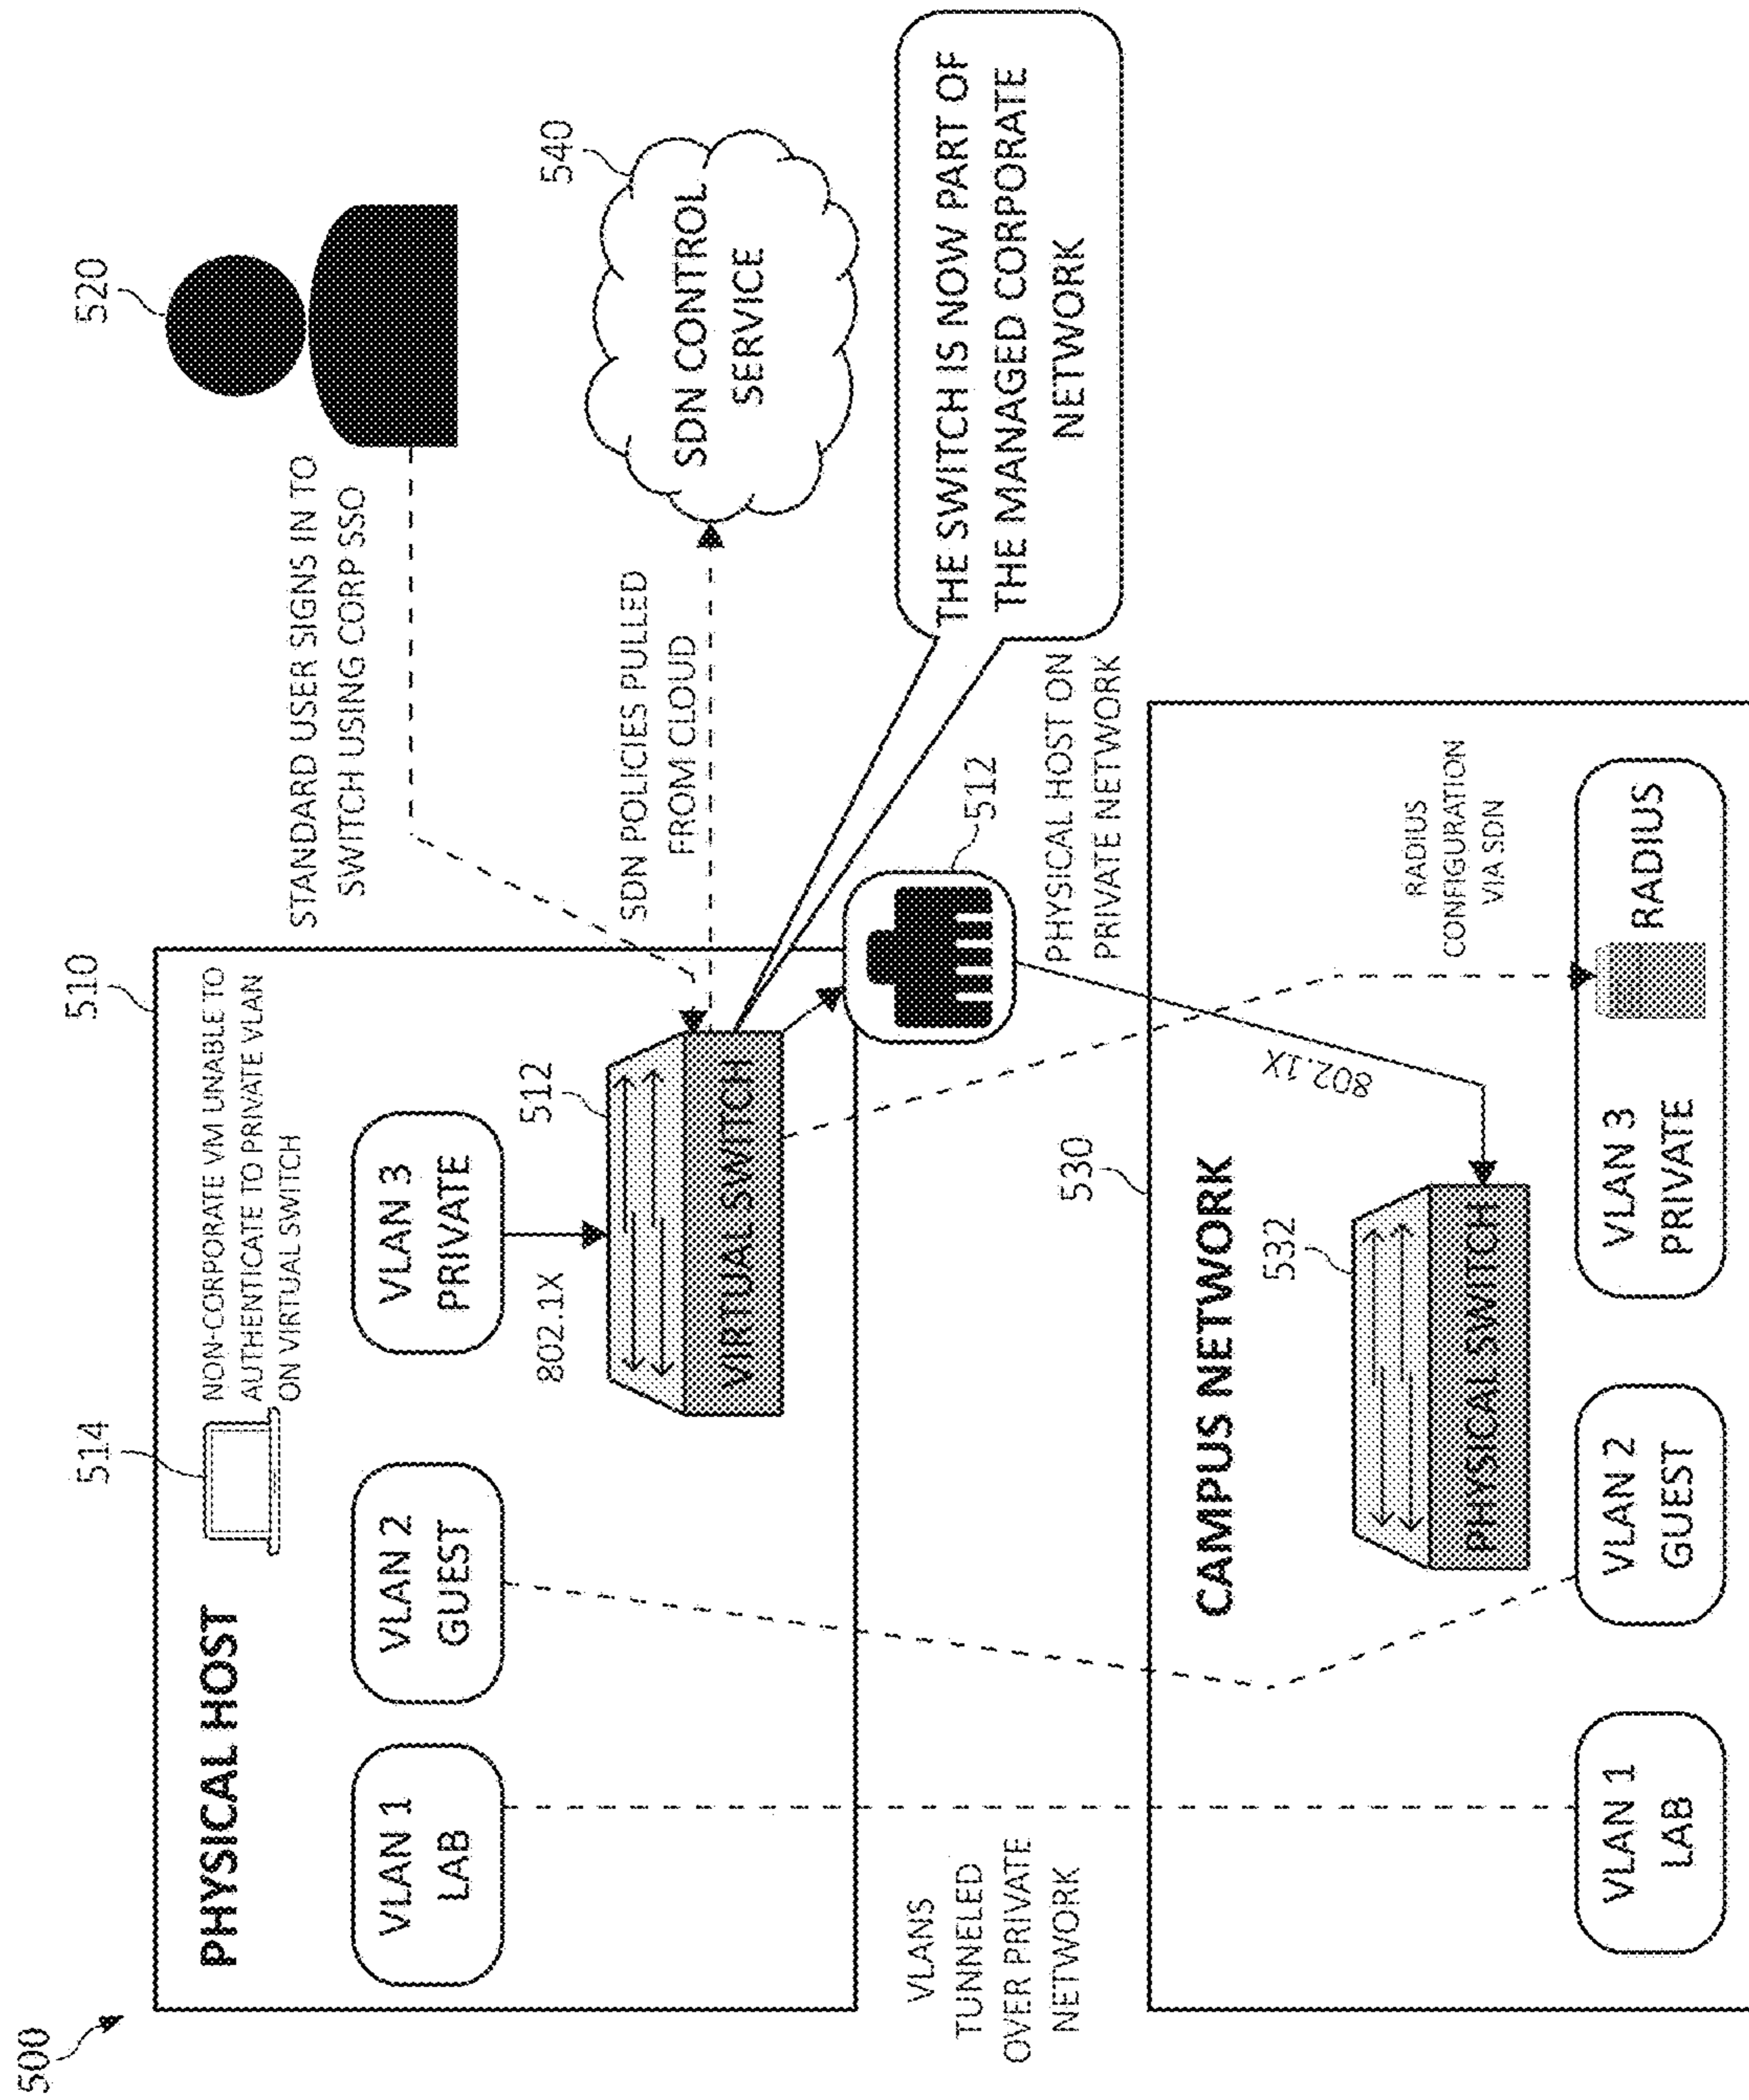 500
510
PHYSICAL HOST
514
NON-CORPORATE VM UNABLE TO
AUTHENTICATE TO PRIVATE VLAN
ON VIRTUAL SWITCH
VLAN 1
LAB
VLAN 2
GUEST
VLAN 3
PRIVATE
802.1X
512
VIRTUAL SWITCH
520
STANDARD USER SIGNS IN TO
SWITCH USING CORP SSO
SDN POLICIES PULLED
FROM CLOUD
540
SDN CONTROL
SERVICE
THE SWITCH IS NOW PART OF
THE MANAGED CORPORATE
NETWORK
512
PHYSICAL HOST ON
PRIVATE NETWORK
VLANS
TUNNELED
OVER PRIVATE
NETWORK
530
CAMPUS NETWORK
802.1X
532
PHYSICAL SWITCH
RADIUS
CONFIGURATION
VIA SDN
VLAN 1
LAB
VLAN 2
GUEST
VLAN 3
PRIVATE
RADIUS